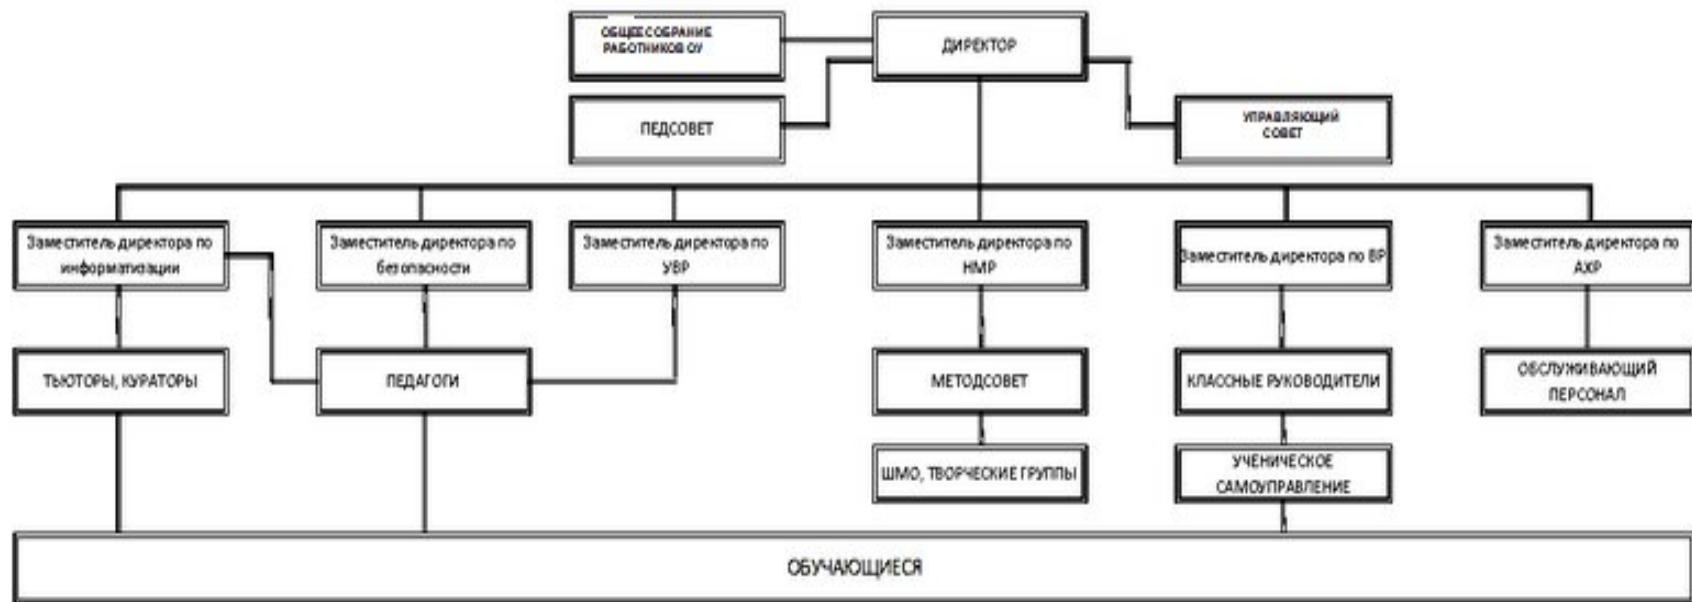 ОБЩЕЕ СОБРАНИЕ
РАБОТНИКОВ ОУ
ДИРЕКТОР
ПЕДСОВЕТ
УПРАВЛЯЮЩИЙ
СОВЕТ
Заместитель директора по
информатизации
Заместитель директора по
безопасности
Заместитель директора по
УВР
Заместитель директора по
НМР
Заместитель директора по ВР
Заместитель директора по
АХР
ТЬЮТОРЫ, КУРАТОРЫ
ПЕДАГОГИ
МЕТОДСОВЕТ
КЛАССНЫЕ РУКОВОДИТЕЛИ
ОБСЛУЖИВАЮЩИЙ
ПЕРСОНАЛ
ШМО, ТВОРЧЕСКИЕ ГРУППЫ
УЧЕНИЧЕСКОЕ
САМОУПРАВЛЕНИЕ
ОБУЧАЮЩИЕСЯ